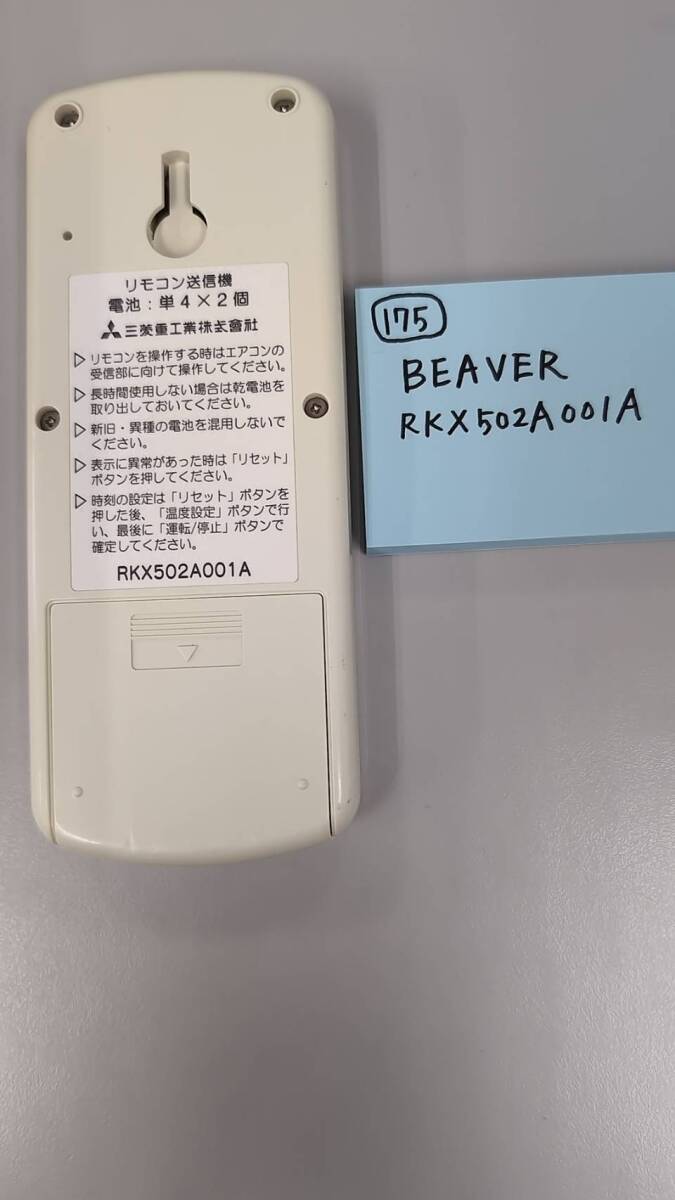 リモコン送信機
電池：単4×2個
三菱重工業株式會社
▷リモコンを操作する時はエアコンの
受信部に向けて操作してください。
▷長時間使用しない場合は乾電池を
取り出しておいてください。
▷新旧・異種の電池を混用しないで
ください。
▷表示に異常があった時は「リセット」
ボタンを押してください。
▷時刻の設定は「リセット」ボタンを
押した後、「温度設定」ボタンで行
い、最後に「運転/停止」ボタンで
確定してください。
RKX502A001A
175
BEAVER
RKX502A001A